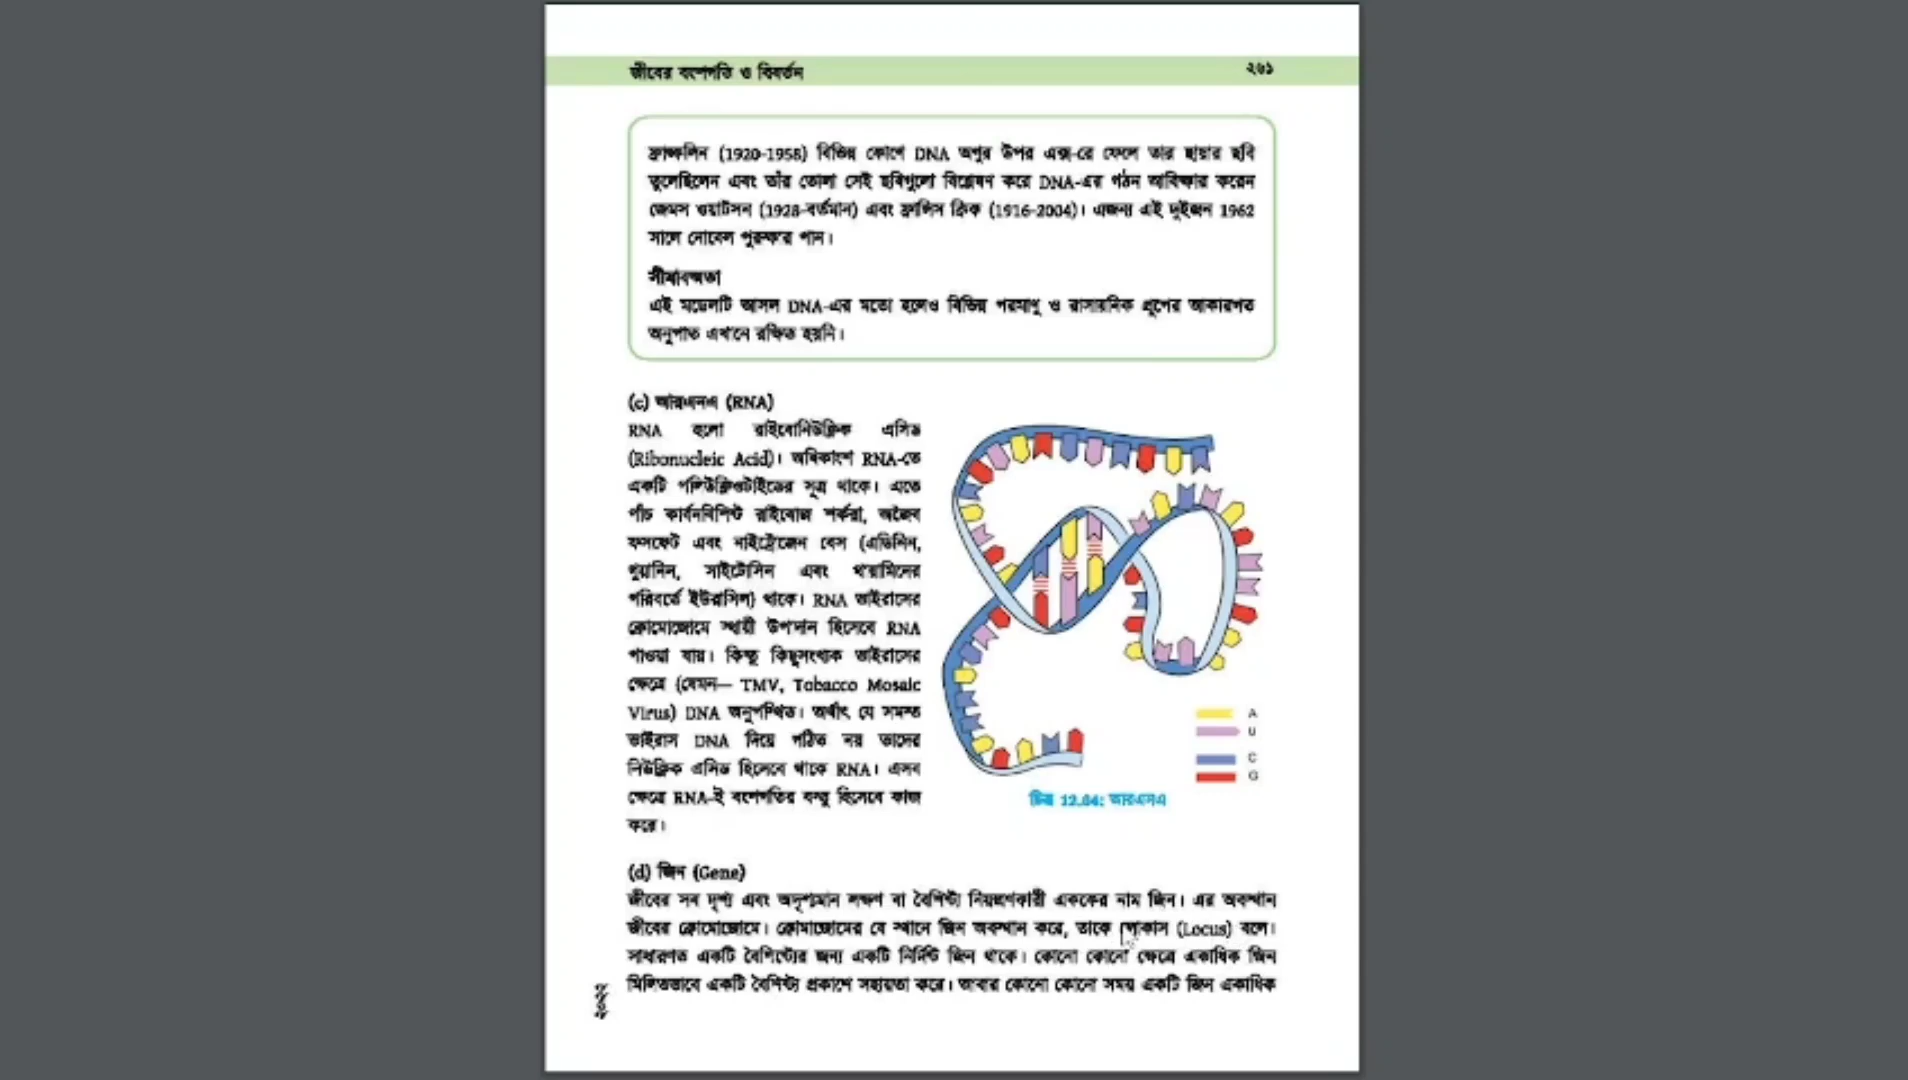 জীবের বংশগতি ও বিবর্তন
২৬১
ফ্রাঙ্কলিন (1920-1958) বিভিন্ন কোণে DNA অণুর উপর এক্স-রে ফেলে তার ছায়ার ছবি
তুলেছিলেন এবং তাঁর তোলা সেই ছবিগুলো বিশ্লেষণ করে DNA-এর গঠন আবিষ্কার করেন
জেমস ওয়াটসন (1928-বর্তমান) এবং ফ্রান্সিস ক্রিক (1916-2004)। এজন্য এই দুইজন 1962
সালে নোবেল পুরস্কার পান।
সীমাবদ্ধতা
এই মডেলটি আসল DNA-এর মতো হলেও বিভিন্ন পরমাণু ও রাসায়নিক গ্রুপের আকারগত
অনুপাত এখানে রক্ষিত হয়নি।
(c) আরএনএ (RNA)
RNA হলো রাইবোনিউক্লিক এসিড
(Ribonucleic Acid)। অধিকাংশ RNA-তে
একটি পলিনিউক্লিওটাইডের সূত্র থাকে। এতে
পাঁচ কার্বনবিশিষ্ট রাইবোজ শর্করা, অজৈব
ফসফেট এবং নাইট্রোজেন বেস (এডিনিন,
গুয়ানিন, সাইটোসিন এবং থায়ামিনের
পরিবর্তে ইউরাসিল) থাকে। RNA ভাইরাসের
ক্রোমোজোমে স্থায়ী উপাদান হিসেবে RNA
পাওয়া যায়। কিন্তু কিছুসংখ্যক ভাইরাসের
ক্ষেত্রে (যেমন— TMV, Tobacco Mosaic
Virus) DNA অনুপস্থিত। অর্থাৎ যে সমস্ত
ভাইরাস DNA দিয়ে গঠিত নয় তাদের
নিউক্লিক এসিড হিসেবে থাকে RNA। এসব
ক্ষেত্রে RNA-ই বংশগতির বস্তু হিসেবে কাজ
করে।
A
U
C
G
চিত্র 12.04: আরএনএ
(d) জিন (Gene)
জীবের সব দৃশ্য এবং অদৃশ্যমান লক্ষণ বা বৈশিষ্ট্য নিয়ন্ত্রণকারী এককের নাম জিন। এর অবস্থান
জীবের ক্রোমোজোমে। ক্রোমোজোমের যে স্থানে জিন অবস্থান করে, তাকে লোকাস (Locus) বলে।
সাধারণত একটি বৈশিষ্ট্যের জন্য একটি নির্দিষ্ট জিন থাকে। কোনো কোনো ক্ষেত্রে একাধিক জিন
মিলিতভাবে একটি বৈশিষ্ট্য প্রকাশে সহায়তা করে। আবার কোনো কোনো সময় একটি জিন একাধিক